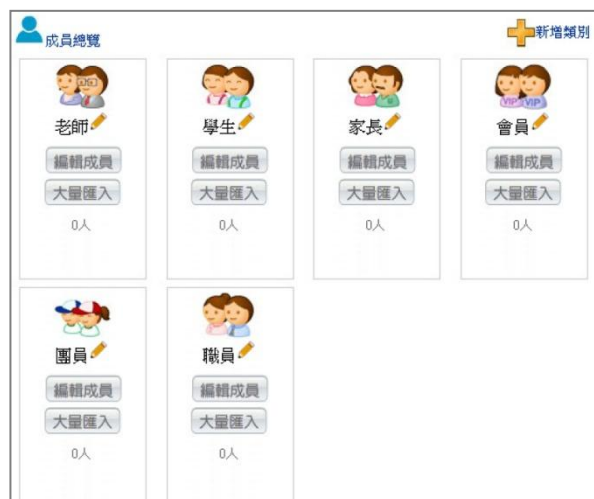 成員總覽
新增類別
老師
編輯成員
大量匯入
0人
學生
編輯成員
大量匯入
0人
家長
編輯成員
大量匯入
0人
VIP VIP
會員
編輯成員
大量匯入
0人
團員
編輯成員
大量匯入
0人
職員
編輯成員
大量匯入
0人